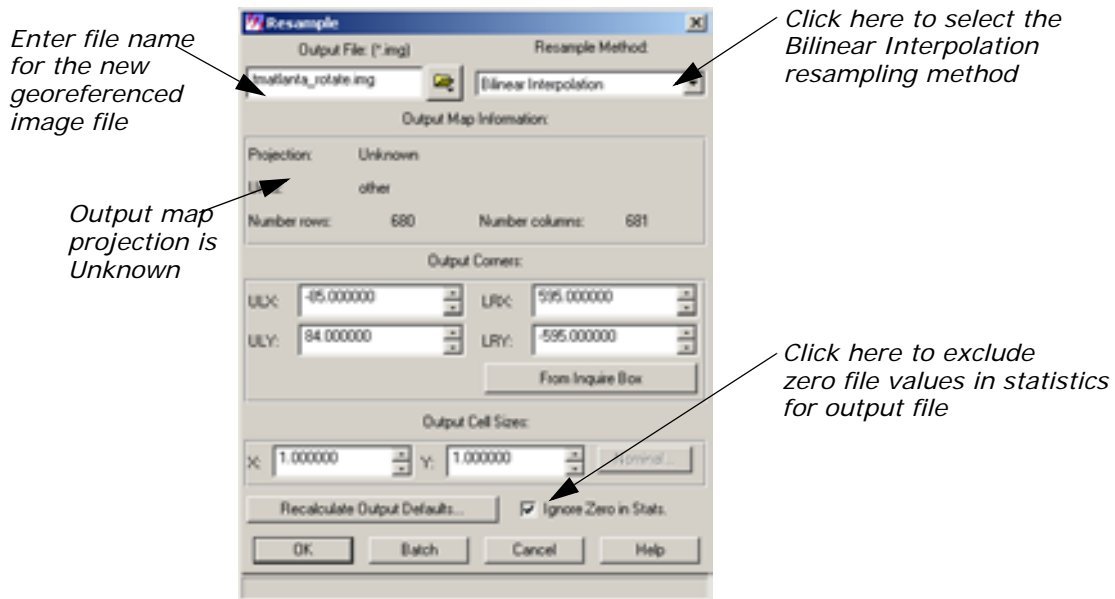 Resample
Enter file name
for the new
georeferenced
image file
Click here to select the
Bilinear Interpolation
resampling method
Output File: (*.img)
Resample Method:
tmatlanta_rotate.img
Bilinear Interpolation
Output Map Information:
Projection: Unknown
other
Number rows: 680 Number columns: 681
Output map
projection is
Unknown
Output Corners:
ULX: -85.000000 LRX: 595.000000
ULY: 84.000000 LRY: -595.000000
From Inquire Box
Click here to exclude
zero file values in statistics
for output file
Output Cell Sizes:
X: 1.000000 Y: 1.000000 Nominal...
Recalculate Output Defaults... Ignore Zero in Stats.
OK Batch Cancel Help